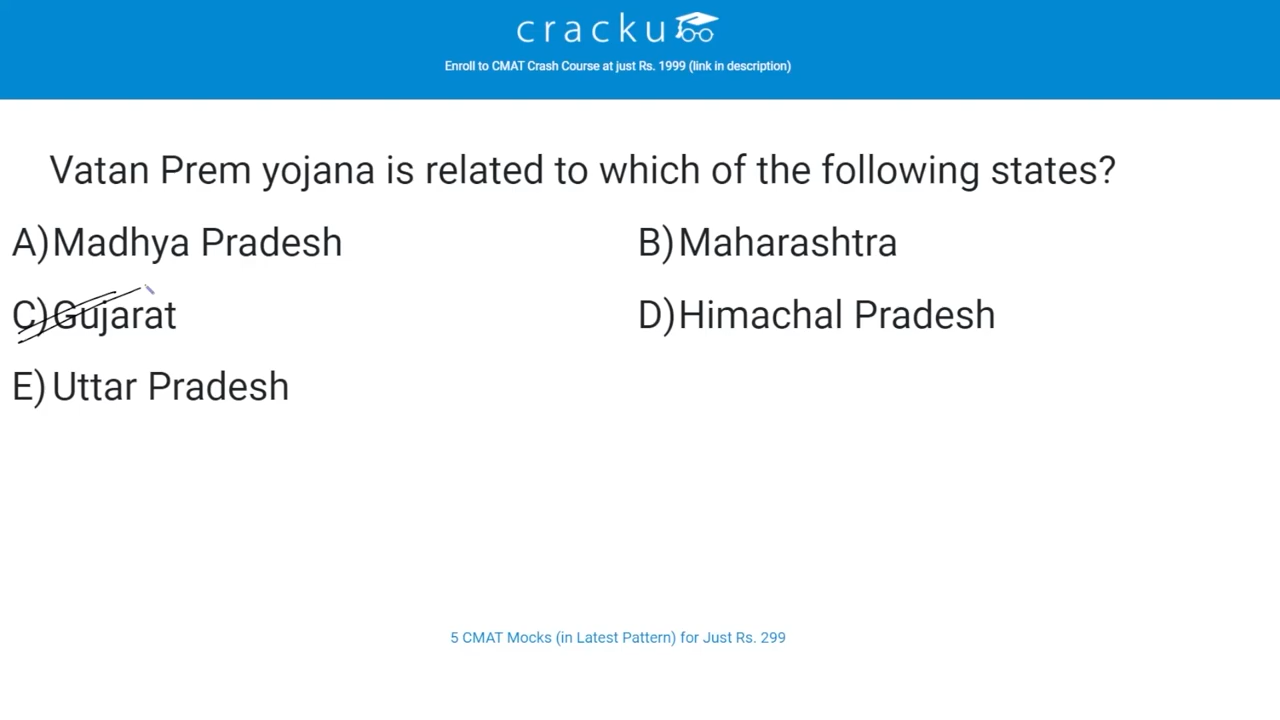 cracku
Enroll to CMAT Crash Course at just Rs. 1999 (link in description)
Vatan Prem yojana is related to which of the following states?
A)Madhya Pradesh
B)Maharashtra
C)Gujarat
D)Himachal Pradesh
E)Uttar Pradesh
5 CMAT Mocks (in Latest Pattern) for Just Rs. 299